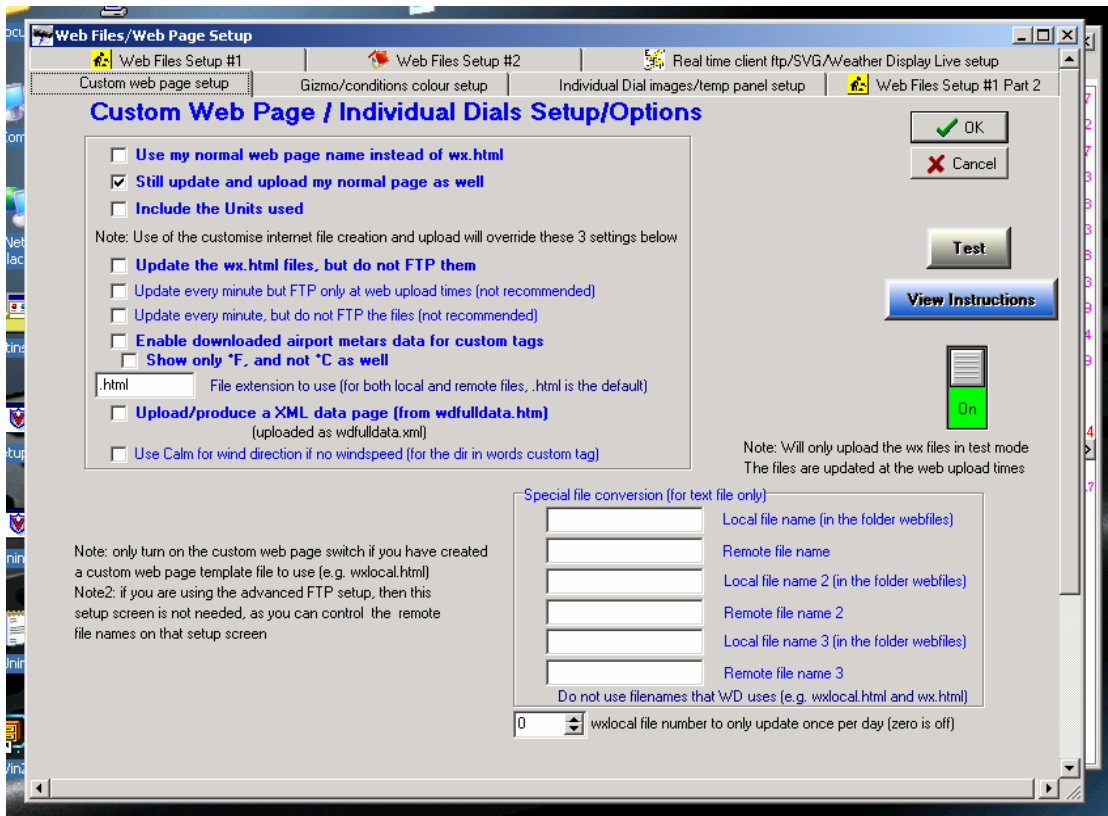 Web Files/Web Page Setup
Web Files Setup #1
Web Files Setup #2
Real time client ftp/SVG/Weather Display Live setup
Custom web page setup
Gizmo/conditions colour setup
Individual Dial images/temp panel setup
Web Files Setup #1 Part 2
Custom Web Page / Individual Dials Setup/Options
OK
Cancel
Use my normal web page name instead of wx.html
Still update and upload my normal page as well
Include the Units used
Note: Use of the customise internet file creation and upload will override these 3 settings below
Test
Update the wx.html files, but do not FTP them
Update every minute but FTP only at web upload times (not recommended)
View Instructions
Update every minute, but do not FTP the files (not recommended)
Enable downloaded airport metars data for custom tags
Show only *F, and not *C as well
.html
File extension to use (for both local and remote files, .html is the default)
On
Upload/produce a XML data page (from wdfulldata.htm)
(uploaded as wdfulldata.xml)
Use Calm for wind direction if no windspeed (for the dir in words custom tag)
Note: Will only upload the wx files in test mode
The files are updated at the web upload times
Special file conversion (for text file only)
Local file name (in the folder webfiles)
Remote file name
Local file name 2 (in the folder webfiles)
Remote file name 2
Local file name 3 (in the folder webfiles)
Remote file name 3
Do not use filenames that WD uses (e.g. wxlocal.html and wx.html)
Note: only turn on the custom web page switch if you have created
a custom web page template file to use (e.g. wxlocal.html)
Note2: if you are using the advanced FTP setup, then this
setup screen is not needed, as you can control the remote
file names on that setup screen
0
wxlocal file number to only update once per day (zero is off)